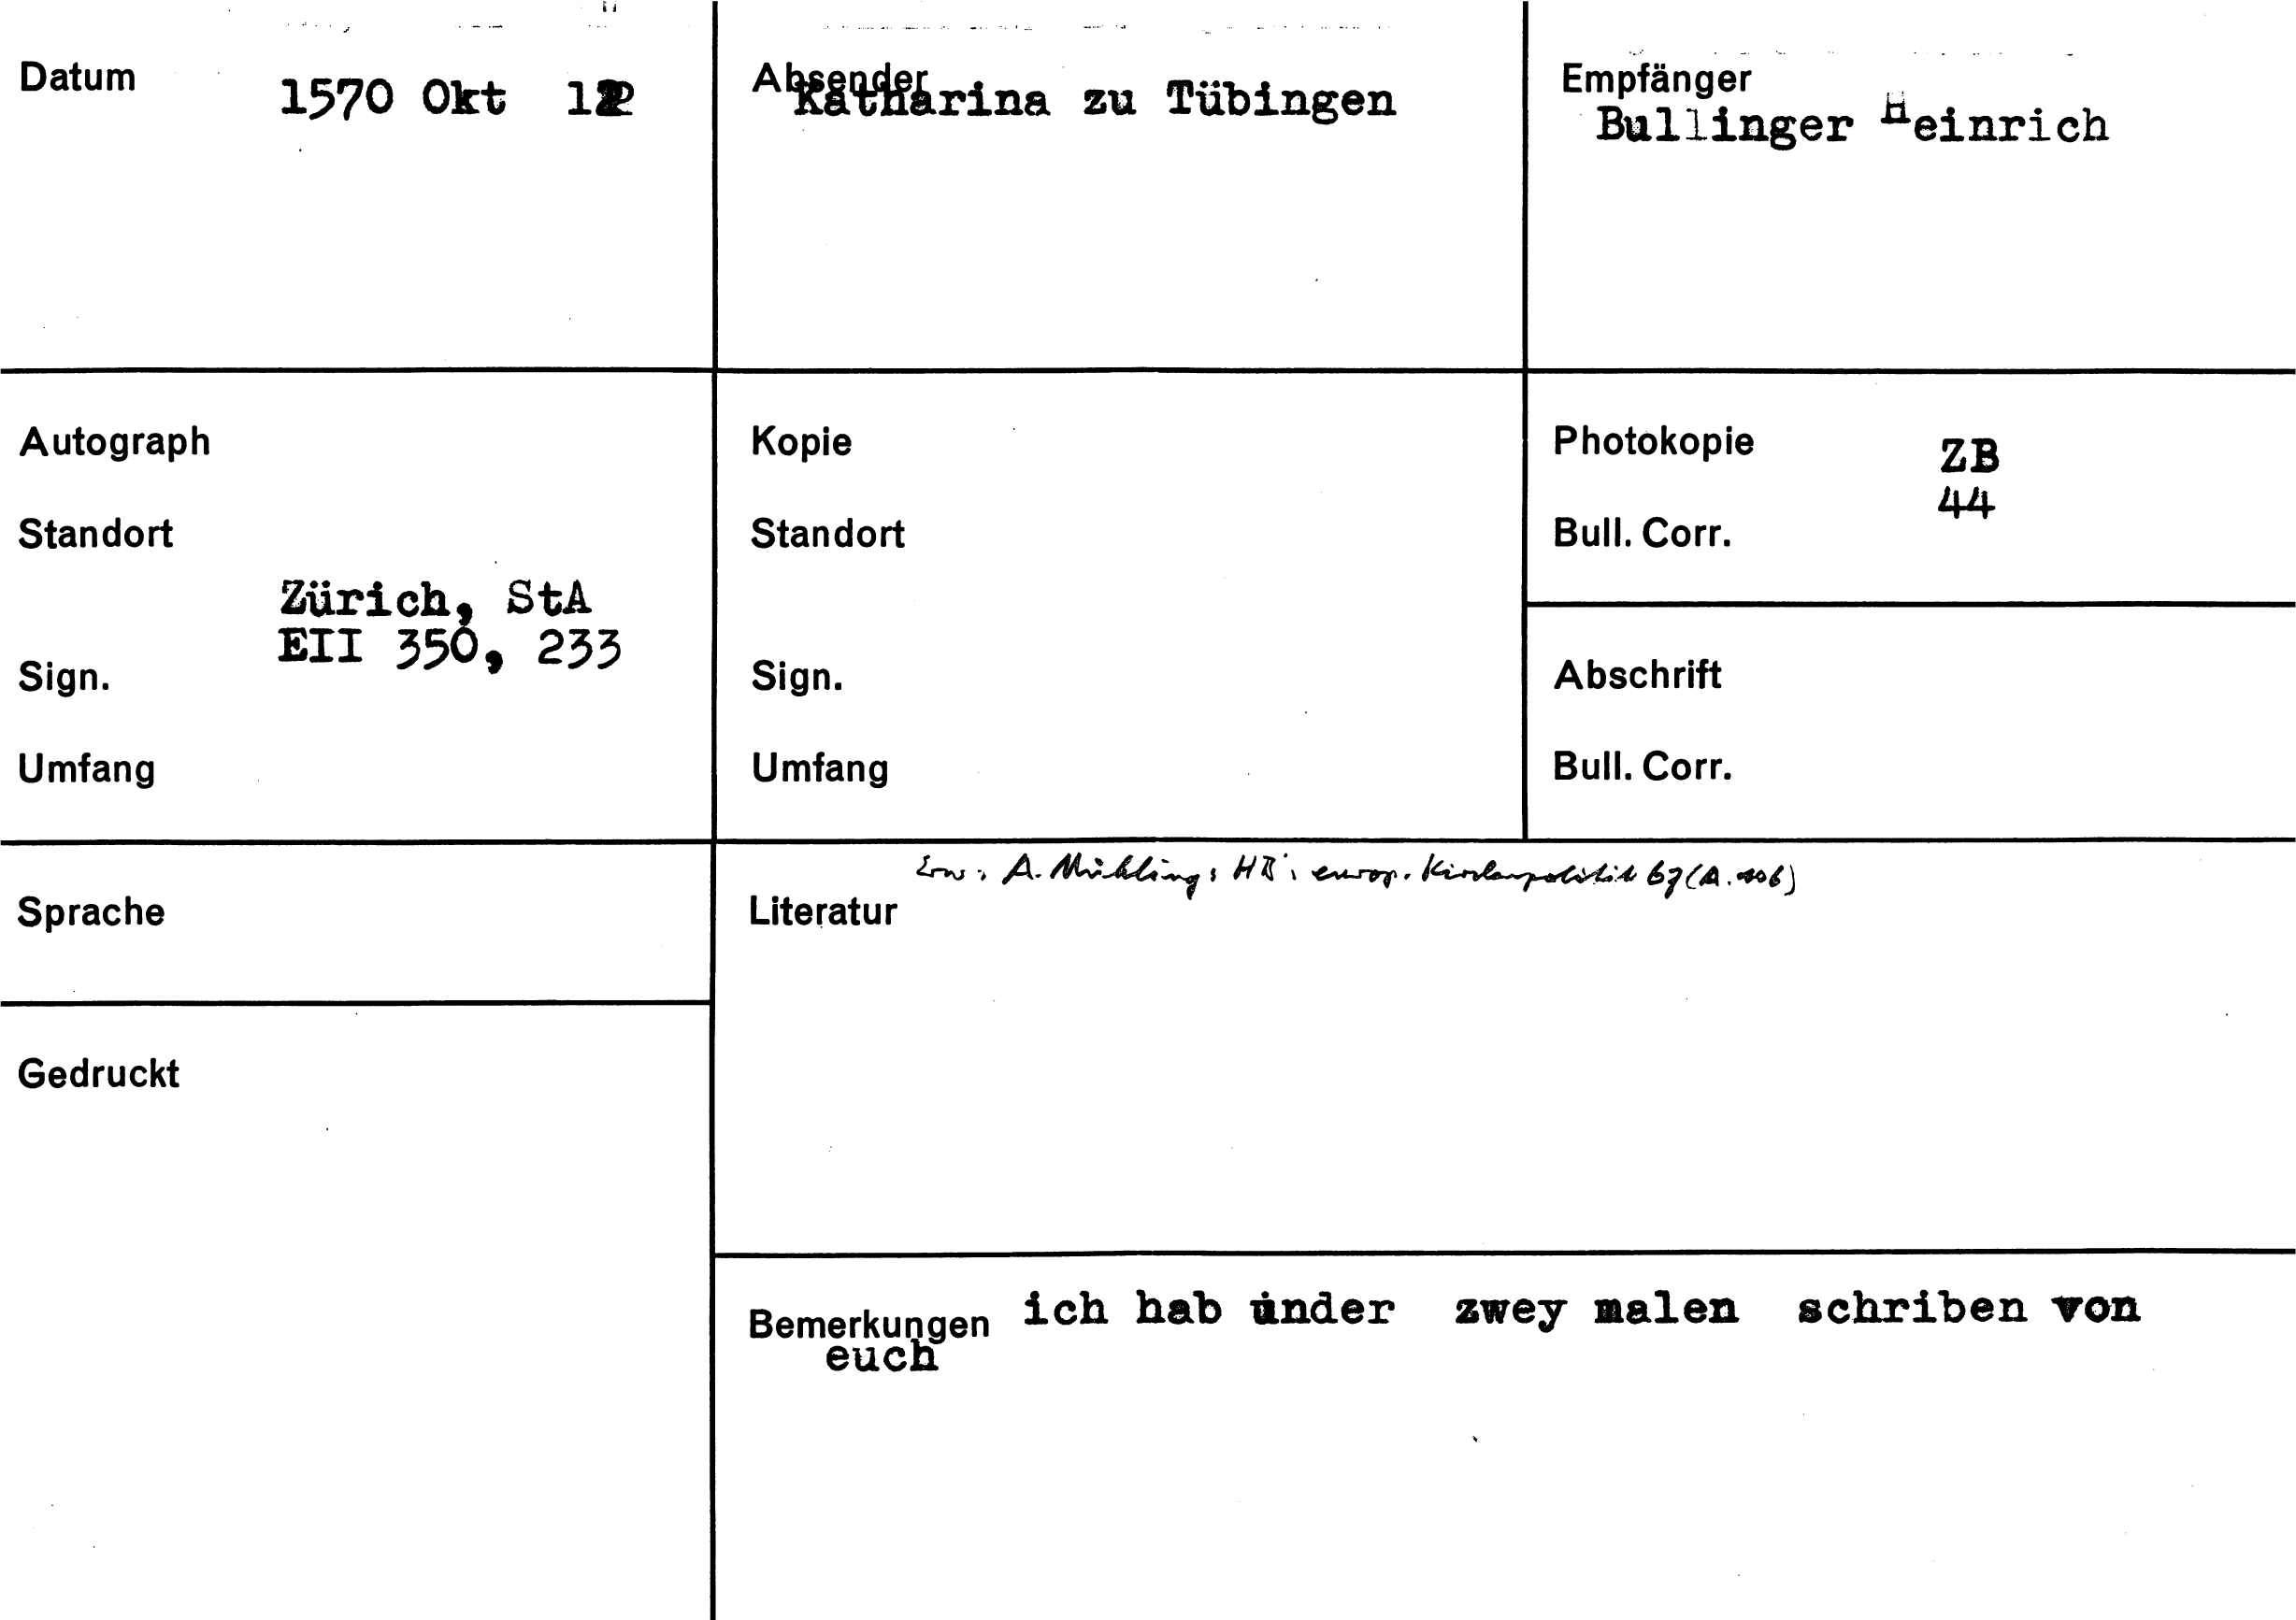 Datum
1570 Okt 12
Absender
Katharina zu Tübingen
Empfänger
Bullinger Heinrich
Autograph
Standort
Zürich, StA
EII 350, 233
Sign.
Umfang
Kopie
Standort
Sign.
Umfang
Photokopie
ZB
44
Bull. Corr.
Abschrift
Bull. Corr.
Sprache
Gedruckt
Erw.: A. Mühling: HB's europ. Kirchenpolitik 67 (A. 106)
Literatur
Bemerkungen ich hab under zwey malen schriben von
euch